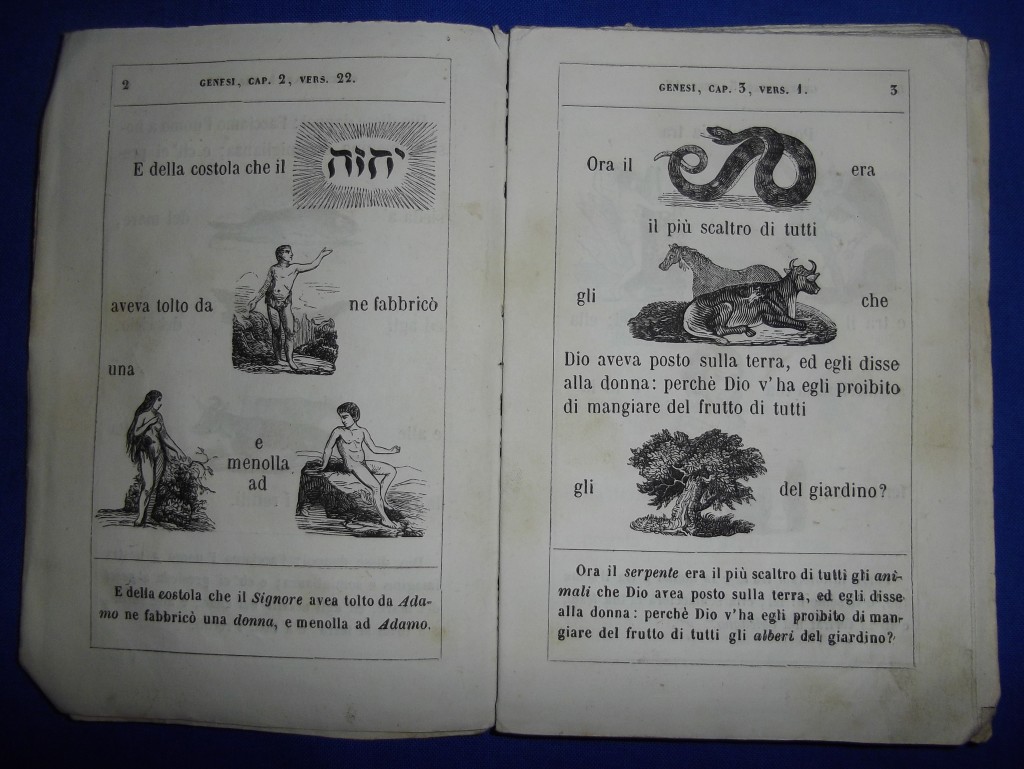 2
GENESI, CAP. 2, VERS. 22.
E della costola che il יהוה
aveva tolto da ne fabbricò
una
e
menolla
ad
E della costola che il Signore avea tolto da Ada-
mo ne fabbricò una donna, e menolla ad Adamo.
GENESI, CAP. 3, VERS. 1.
3
Ora il era
il più scaltro di tutti
gli che
Dio aveva posto sulla terra, ed egli disse
alla donna: perchè Dio v'ha egli proibito
di mangiare del frutto di tutti
gli del giardino?
Ora il serpente era il più scaltro di tutti gli ani-
mali che Dio avea posto sulla terra, ed egli disse
alla donna: perchè Dio v'ha egli proibito di man-
giare del frutto di tutti gli alberi del giardino?